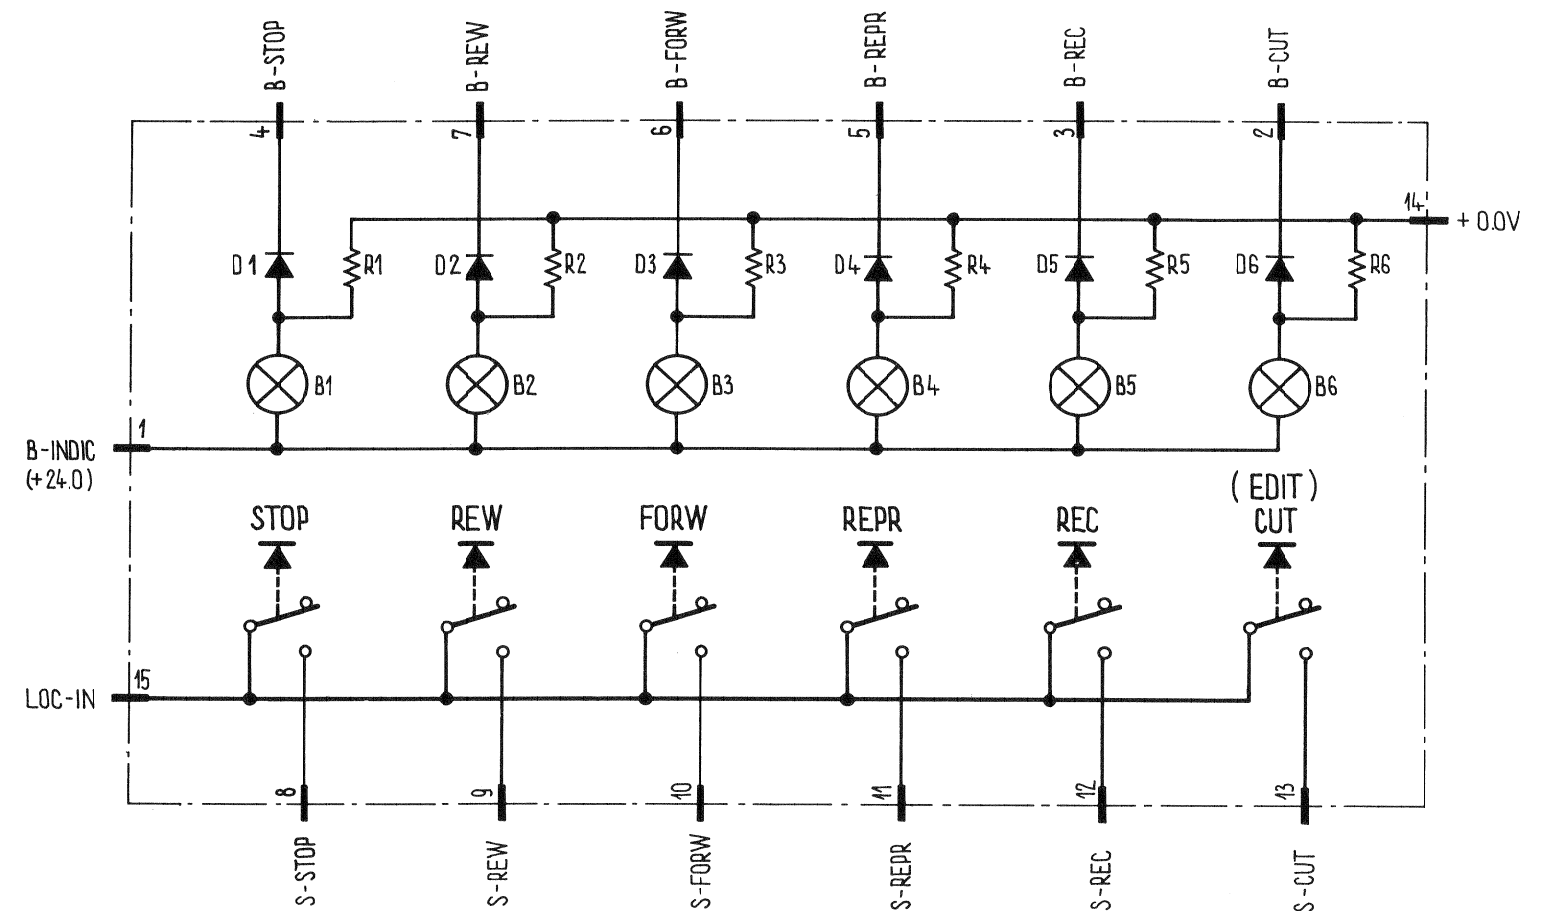 B-STOP
B-REW
B-FORW
B-REPR
B-REC
B-CUT
4
7
6
5
3
2
14
+ 0.0V
D1
R1
D2
R2
D3
R3
D4
R4
D5
R5
D6
R6
B1
B2
B3
B4
B5
B6
1
B-INDIC
(+24.0)
(EDIT)
STOP
REW
FORW
REPR
REC
CUT
15
LOC-IN
8
9
10
11
12
13
S-STOP
S-REW
S-FORW
S-REPR
S-REC
S-CUT